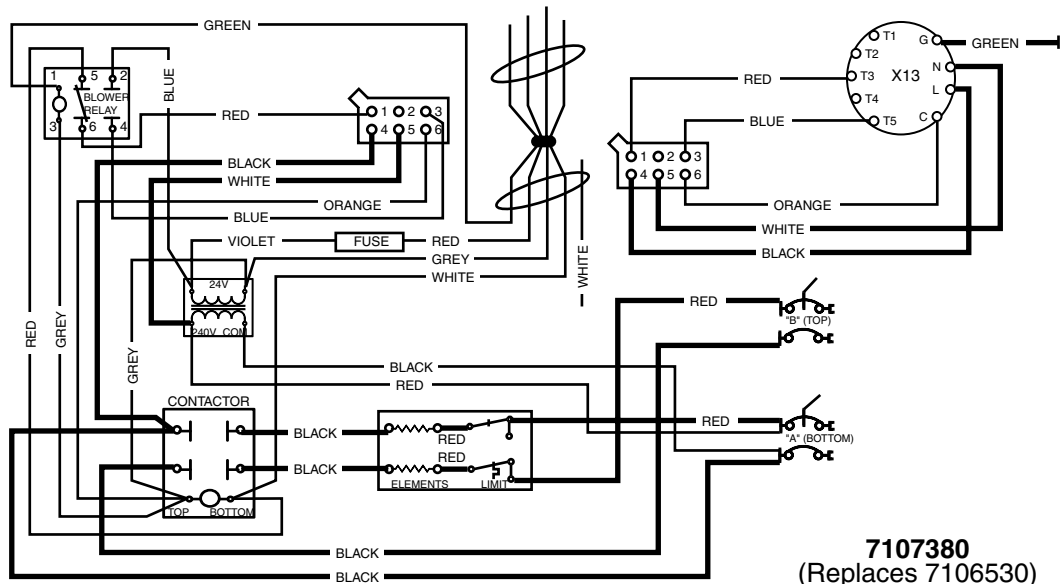 GREEN
1
5
2
BLOWER
RELAY
3
6
4
BLUE
RED
1
2
3
4
5
6
BLACK
WHITE
ORANGE
BLUE
VIOLET
FUSE
RED
GREY
WHITE
WHITE
24V
240V COM
RED
GREY
GREY
BLACK
RED
CONTACTOR
TOP
BOTTOM
BLACK
BLACK
RED
RED
ELEMENTS
LIMIT
BLACK
BLACK
T1
T2
T3
T4
T5
X13
G
N
L
C
GREEN
RED
BLUE
1
2
3
4
5
6
ORANGE
WHITE
BLACK
RED
"B" (TOP)
RED
"A" (BOTTOM)
7107380
(Replaces 7106530)